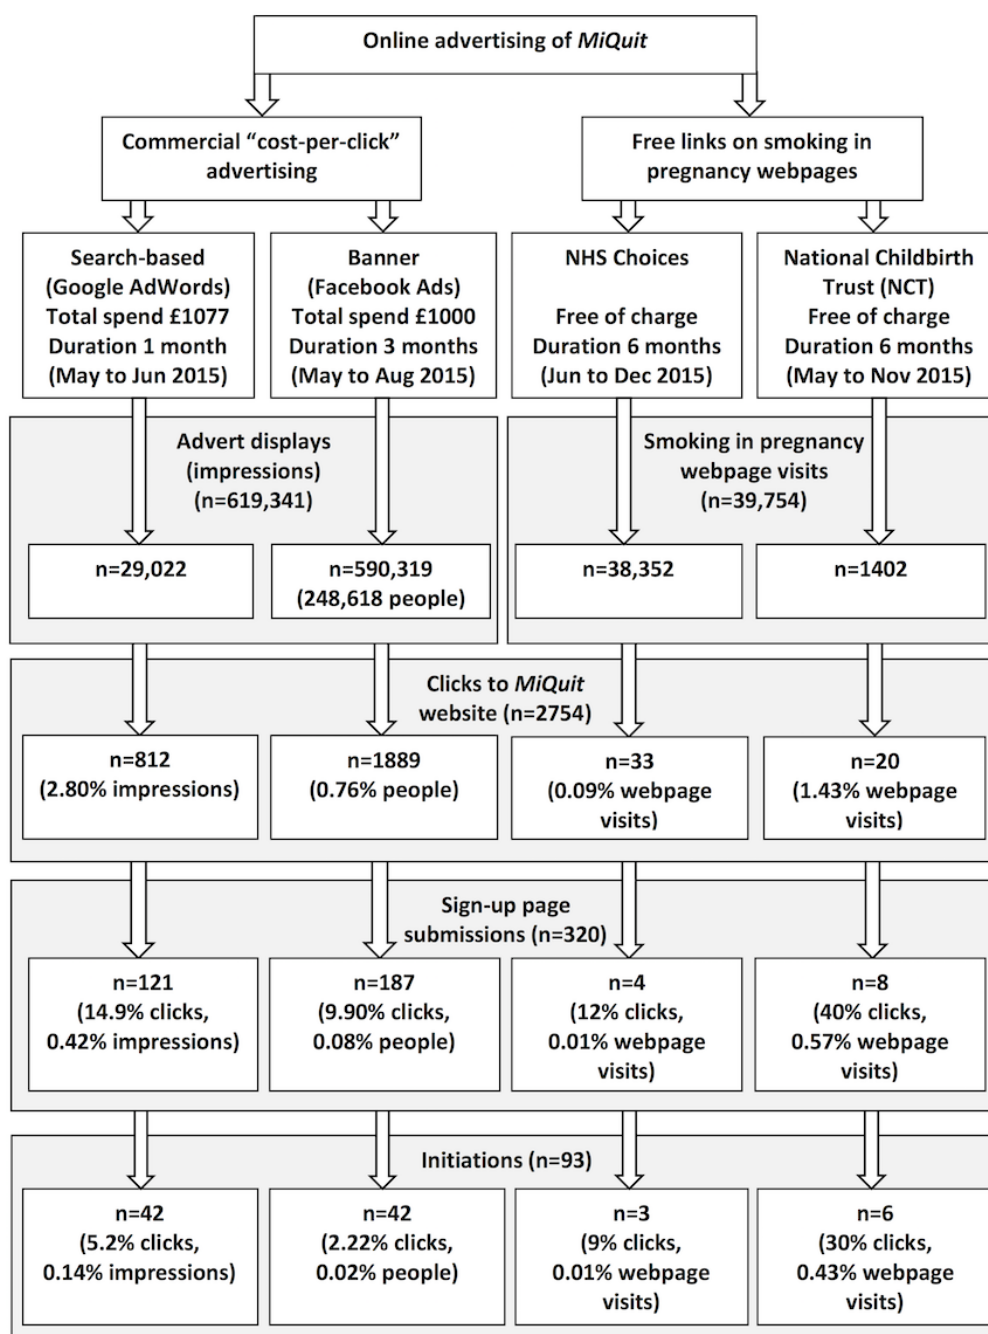 Online advertising of MiQuit
Commercial “cost-per-click”
advertising
Free links on smoking in
pregnancy webpages
Search-based
(Google AdWords)
Total spend £1077
Duration 1 month
(May to Jun 2015)
Banner
(Facebook Ads)
Total spend £1000
Duration 3 months
(May to Aug 2015)
NHS Choices
Free of charge
Duration 6 months
(Jun to Dec 2015)
National Childbirth
Trust (NCT)
Free of charge
Duration 6 months
(May to Nov 2015)
Advert displays
(impressions)
(n=619,341)
Smoking in pregnancy
webpage visits
(n=39,754)
n=29,022
n=590,319
(248,618 people)
n=38,352
n=1402
Clicks to MiQuit
website (n=2754)
n=812
(2.80% impressions)
n=1889
(0.76% people)
n=33
(0.09% webpage
visits)
n=20
(1.43% webpage
visits)
Sign-up page
submissions (n=320)
n=121
(14.9% clicks,
0.42% impressions)
n=187
(9.90% clicks,
0.08% people)
n=4
(12% clicks,
0.01% webpage
visits)
n=8
(40% clicks,
0.57% webpage
visits)
Initiations (n=93)
n=42
(5.2% clicks,
0.14% impressions)
n=42
(2.22% clicks,
0.02% people)
n=3
(9% clicks,
0.01% webpage
visits)
n=6
(30% clicks,
0.43% webpage
visits)